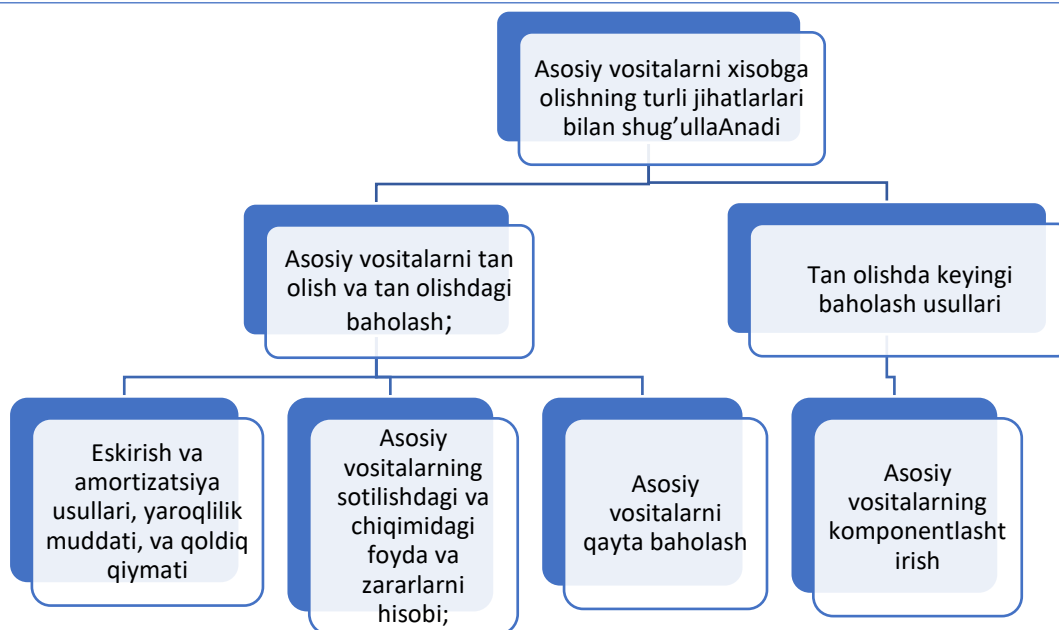 Asosiy vositalarni xisobga
olishning turli jihatlarlari
bilan shug’ullaAnadi
Asosiy vositalarni tan
olish va tan olishdagi
baholash;
Tan olishda keyingi
baholash usullari
Eskirish va
amortizatsiya
usullari, yaroqlilik
muddati, va qoldiq
qiymati
Asosiy
vositalarning
sotilishdagi va
chiqimidagi
foyda va
zararlarni
hisobi;
Asosiy
vositalarni
qayta baholash
Asosiy
vositalarning
komponentlasht
irish